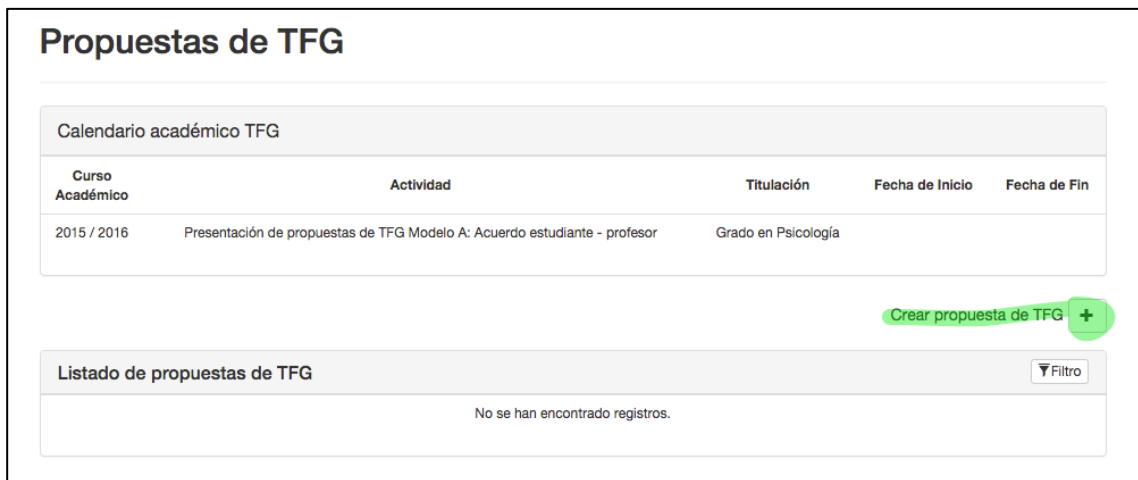 Propuestas de TFG
Calendario académico TFG
Curso Académico Actividad Titulación Fecha de Inicio Fecha de Fin
2015 / 2016 Presentación de propuestas de TFG Modelo A: Acuerdo estudiante - profesor Grado en Psicología
Crear propuesta de TFG +
Listado de propuestas de TFG Filtro
No se han encontrado registros.